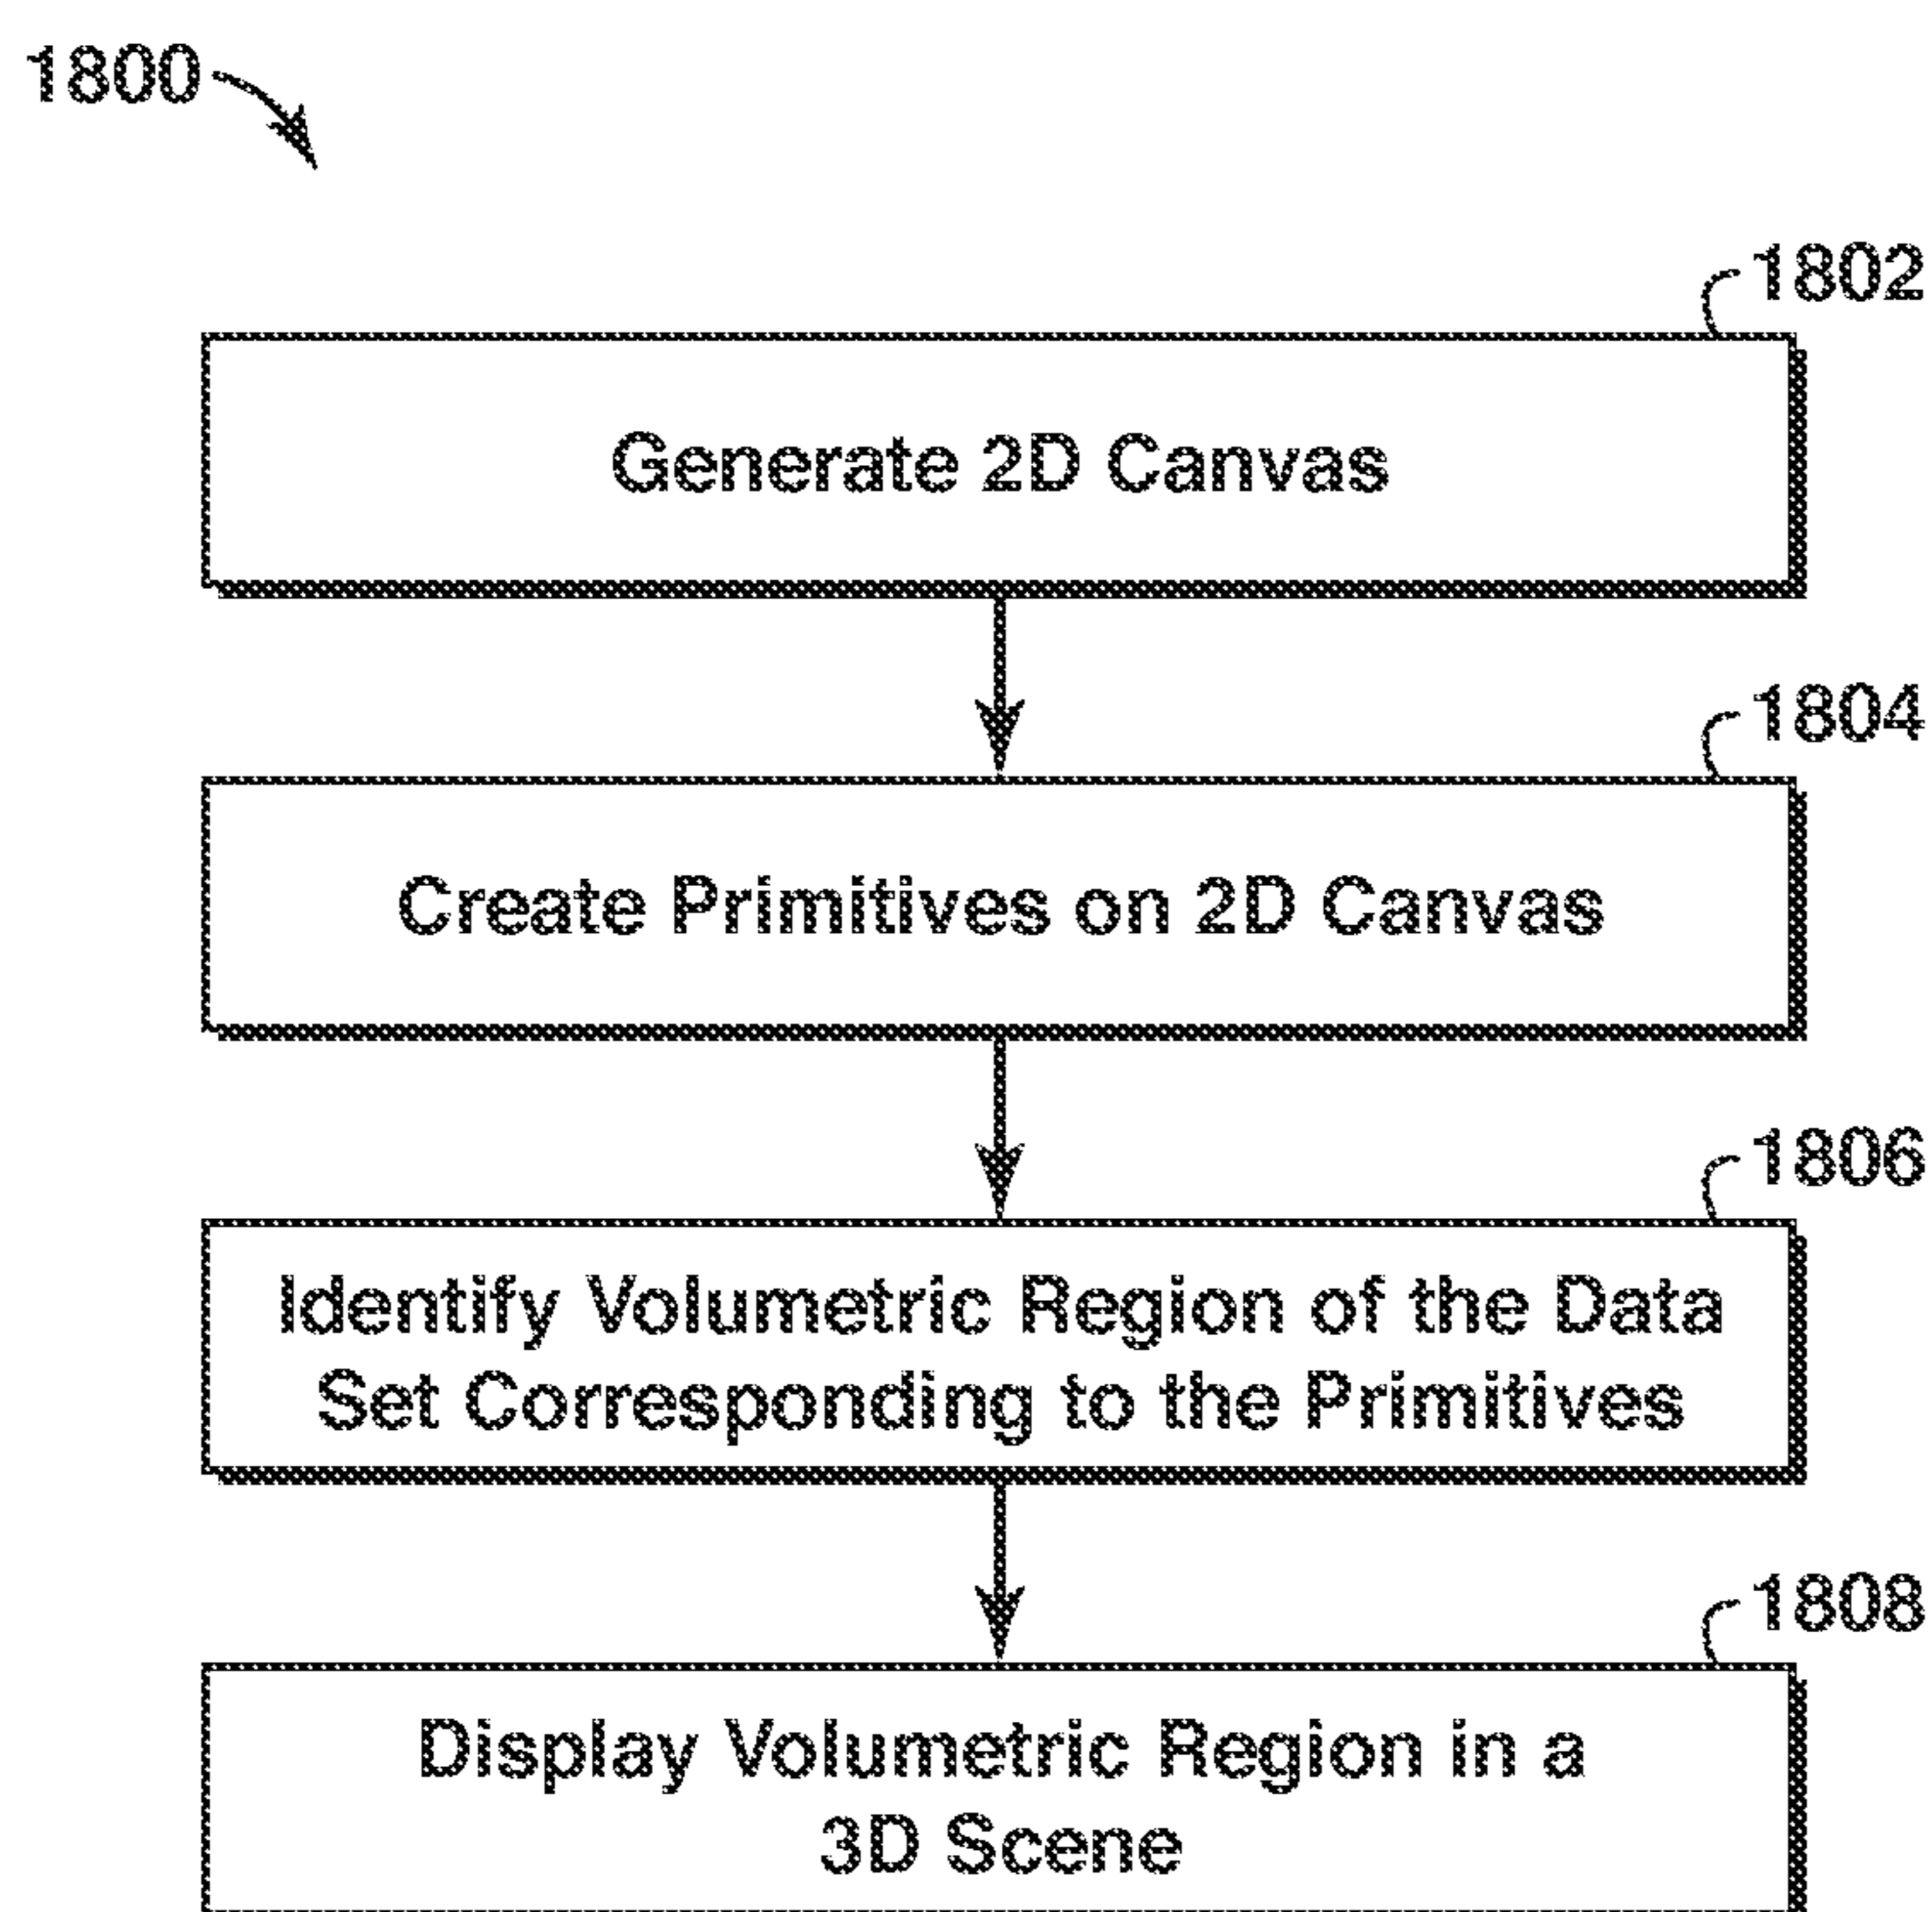 1800
1802
Generate 2D Canvas
1804
Create Primitives on 2D Canvas
1806
Identify Volumetric Region of the Data
Set Corresponding to the Primitives
1808
Display Volumetric Region in a
3D Scene